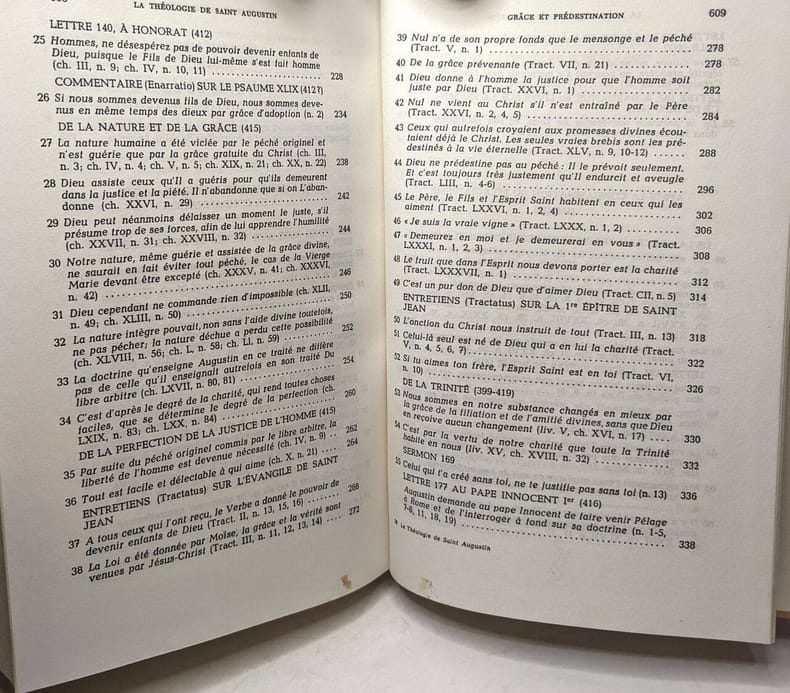 LA THÉOLOGIE DE SAINT AUGUSTIN
LETTRE 140, À HONORAT (412)
25 Hommes, ne désespérez pas de pouvoir devenir enfants de
Dieu, puisque le Fils de Dieu lui-même s'est fait homme
(ch. III, n. 9; ch. IV, n. 10, 11) .................... 228
COMMENTAIRE (Enarratio) SUR LE PSAUME XLIX (412?)
26 Si nous sommes devenus fils de Dieu, nous sommes deve-
nus en même temps des dieux par grâce d'adoption (n. 2) 234
DE LA NATURE ET DE LA GRÂCE (415)
27 La nature humaine a été viciée par le péché originel et
n'est guérie que par la grâce gratuite du Christ (ch. III,
n. 3; ch. IV, n. 4; ch. V, n. 5; ch. XIX, n. 21; ch. XX, n. 22) 238
28 Dieu assiste ceux qu'Il a guéris pour qu'ils demeurent
dans la justice et la piété. Il n'abandonne que si on L'aban-
donne (ch. XXVI, n. 29) .................... 242
29 Dieu peut néanmoins délaisser un moment le juste, s'il
présume trop de ses forces, afin de lui apprendre l'humilité
(ch. XXVII, n. 31; ch. XXVIII, n. 32) .................... 244
30 Notre nature, même guérie et assistée de la grâce divine,
ne saurait en fait éviter tout péché, le cas de la Vierge
Marie devant être excepté (ch. XXXV, n. 41; ch. XXXVI,
n. 42) .................... 246
31 Dieu cependant ne commande rien d'impossible (ch. XLII,
n. 49; ch. XLIII, n. 50) .................... 250
32 La nature intègre pouvait, non sans l'aide divine toutefois,
ne pas pécher; la nature déchue a perdu cette possibilité
(ch. XLVIII, n. 56; ch. L, n. 58; ch. LI, n. 59) .......... 252
33 La doctrine qu'enseigne Augustin en ce traité ne diffère
pas de celle qu'il enseignait autrefois en son traité Du
libre arbitre (ch. LXVII, n. 80, 81) .................... 254
34 C'est d'après le degré de la charité, qui rend toutes choses
faciles, que se détermine le degré de la perfection (ch.
LXIX, n. 83; ch. LXX, n. 84) .................... 260
DE LA PERFECTION DE LA JUSTICE DE L'HOMME (415)
35 Par suite du péché originel commis par le libre arbitre, la
liberté de l'homme est devenue nécessité (ch. IV, n. 9) .. 262
36 Tout est facile et délectable à qui aime (ch. X, n. 21) .... 264
ENTRETIENS (Tractatus) SUR L'ÉVANGILE DE SAINT
JEAN
37 A tous ceux qui l'ont reçu, le Verbe a donné le pouvoir de
devenir enfants de Dieu (Tract. II, n. 13, 15, 16) ........ 268
38 La Loi a été donnée par Moïse, la grâce et la vérité sont
venues par Jésus-Christ (Tract. III, n. 11, 12, 13, 14) .... 272
GRÂCE ET PRÉDESTINATION 609
39 Nul n'a de son propre fonds que le mensonge et le péché
(Tract. V, n. 1) .................... 278
40 De la grâce prévenante (Tract. VII, n. 21) .......... 278
41 Dieu donne à l'homme la justice pour que l'homme soit
juste par Dieu (Tract. XXVI, n. 1) .................... 282
42 Nul ne vient au Christ s'il n'est entraîné par le Père
(Tract. XXVI, n. 2, 4, 5) .................... 284
43 Ceux qui autrefois croyaient aux promesses divines écou-
taient déjà le Christ. Les seules vraies brebis sont les pré-
destinés à la vie éternelle (Tract. XLV, n. 9, 10-12) ...... 288
44 Dieu ne prédestine pas au péché : Il le prévoit seulement.
Et c'est toujours très justement qu'Il endurcit et aveugle
(Tract. LIII, n. 4-6) .................... 296
45 Le Père, le Fils et l'Esprit Saint habitent en ceux qui les
aiment (Tract. LXXVI, n. 1, 2, 4) .................... 302
46 « Je suis la vraie vigne » (Tract. LXXX, n. 1, 2) ........ 306
47 « Demeurez en moi et je demeurerai en vous » (Tract.
LXXXI, n. 1, 2, 3) .................... 308
48 Le fruit que dans l'Esprit nous devons porter est la charité
(Tract. LXXXVII, n. 1) .................... 312
49 C'est un pur don de Dieu que d'aimer Dieu (Tract. CII, n. 5) 314
ENTRETIENS (Tractatus) SUR LA 1re ÉPÎTRE DE SAINT
JEAN
50 L'onction du Christ nous instruit de tout (Tract. III, n. 13) 318
51 Celui-là seul est né de Dieu qui a en lui la charité (Tract.
V, n. 4, 5, 6, 7) .................... 322
52 Si tu aimes ton frère, l'Esprit Saint est en toi (Tract. VI,
n. 10) .................... 326
DE LA TRINITÉ (399-419)
53 Nous sommes en notre substance changés en mieux par
la grâce de la filiation et de l'amitié divines, sans que Dieu
en reçoive aucun changement (liv. V, ch. XVI, n. 17) .... 330
54 C'est par la vertu de notre charité que toute la Trinité
habite en nous (liv. XV, ch. XVIII, n. 32) .......... 332
SERMON 169
55 Celui qui t'a créé sans toi, ne te justifie pas sans toi (n. 13) 336
LETTRE 177 AU PAPE INNOCENT Ier (416)
Augustin demande au pape Innocent de faire venir Pélage
à Rome et de l'interroger à fond sur sa doctrine (n. 1-5,
7-8, 11, 18, 19) .................... 338
La Théologie de Saint Augustin